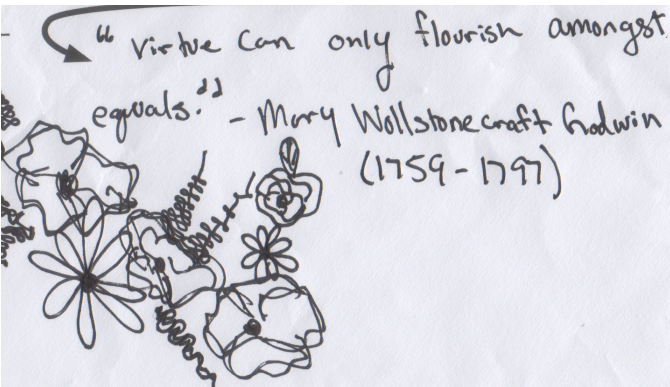 “ Virtue can only flourish amongst
equals.” - Mary Wollstonecraft Godwin
(1759 - 1797)